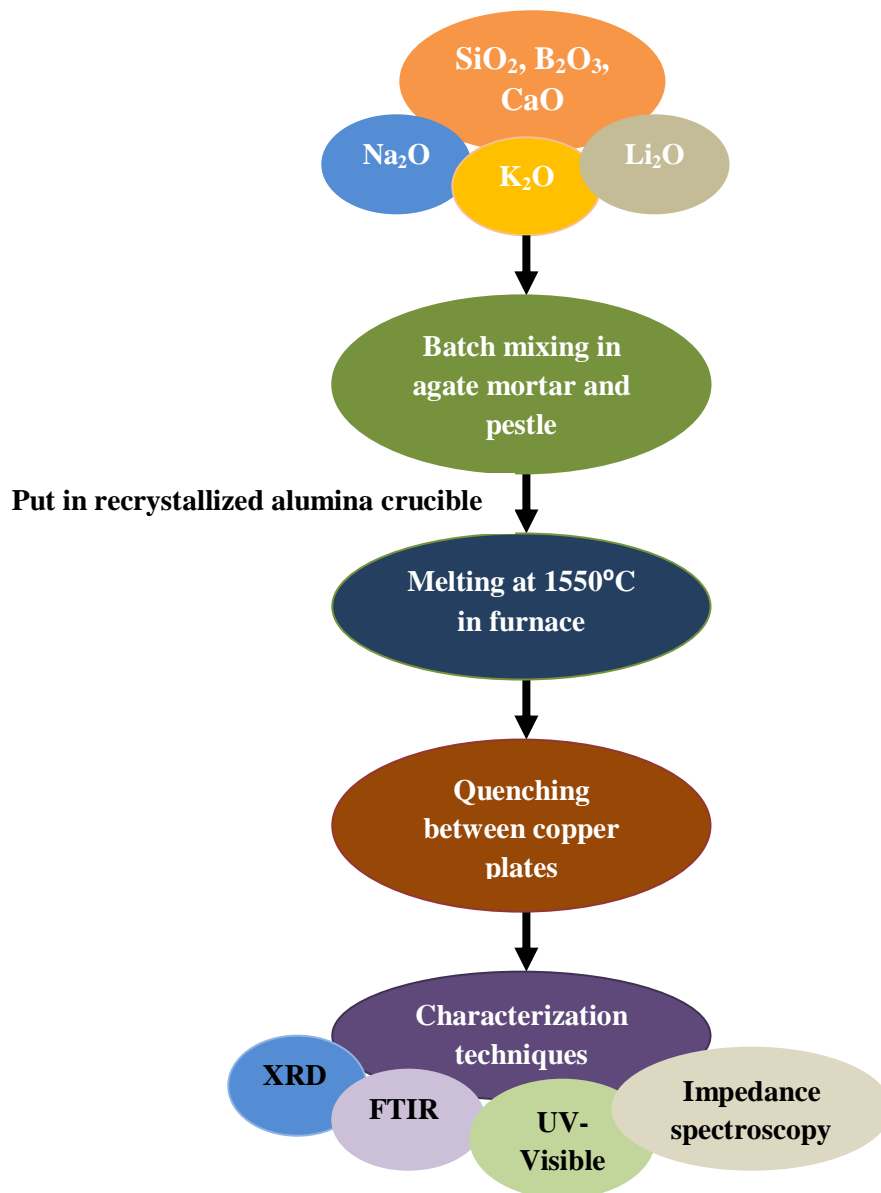 SiO₂, B₂O₃,
CaO
Na₂O
K₂O
Li₂O
Batch mixing in
agate mortar and
pestle
Put in recrystallized alumina crucible
Melting at 1550⁰C
in furnace
Quenching
between copper
plates
Characterization
techniques
XRD
FTIR
UV-
Visible
Impedance
spectroscopy